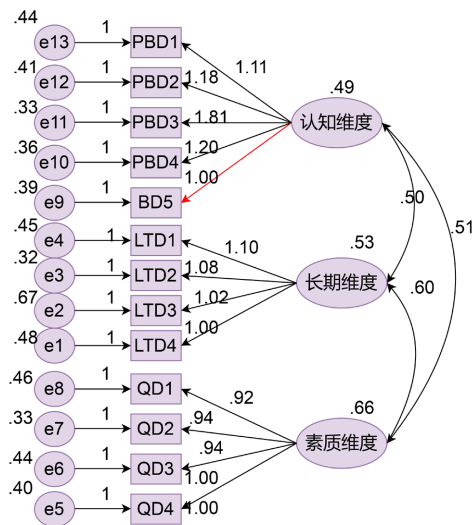 .44 e13 1 PBD1
1.11
.41 e12 1 PBD2
1.18
.49
.33 e11 1 PBD3
1.81
认知维度
.36 e10 1 PBD4
1.20
1.00
.39 e9 1 BD5
.50
.51
.45 e4 1 LTD1
1.10
.53
.32 e3 1 LTD2
1.08
长期维度
.60
.67 e2 1 LTD3
1.02
1.00
.48 e1 1 LTD4
.46 e8 1 QD1
.92
.66
.33 e7 1 QD2
.94
素质维度
.44 e6 1 QD3
.94
1.00
.40 e5 1 QD4
1.00